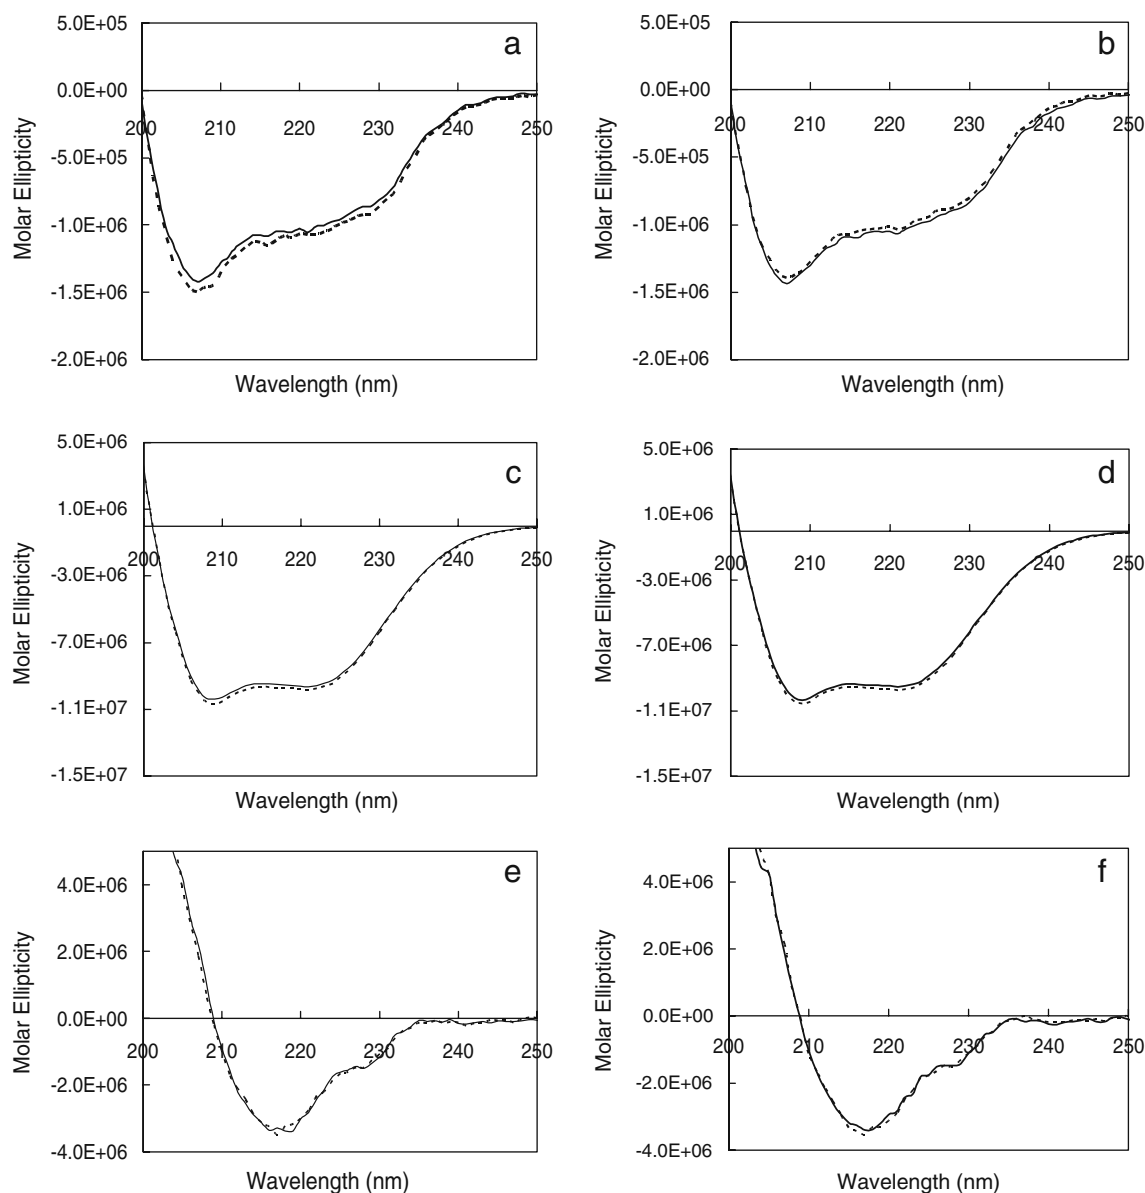 a
5.0E+05
0.0E+00
-5.0E+05
-1.0E+06
-1.5E+06
-2.0E+06
200 210 220 230 240 250
Molar Ellipticity
Wavelength (nm)
b
5.0E+05
0.0E+00
-5.0E+05
-1.0E+06
-1.5E+06
-2.0E+06
200 210 220 230 240 250
Molar Ellipticity
Wavelength (nm)
c
5.0E+06
1.0E+06
-3.0E+06
-7.0E+06
-1.1E+07
-1.5E+07
200 210 220 230 240 250
Molar Ellipticity
Wavelength (nm)
d
5.0E+06
1.0E+06
-3.0E+06
-7.0E+06
-1.1E+07
-1.5E+07
200 210 220 230 240 250
Molar Ellipticity
Wavelength (nm)
e
4.0E+06
2.0E+06
0.0E+00
-2.0E+06
-4.0E+06
200 210 220 230 240 250
Molar Ellipticity
Wavelength (nm)
f
4.0E+06
2.0E+06
0.0E+00
-2.0E+06
-4.0E+06
200 210 220 230 240 250
Molar Ellipticity
Wavelength (nm)